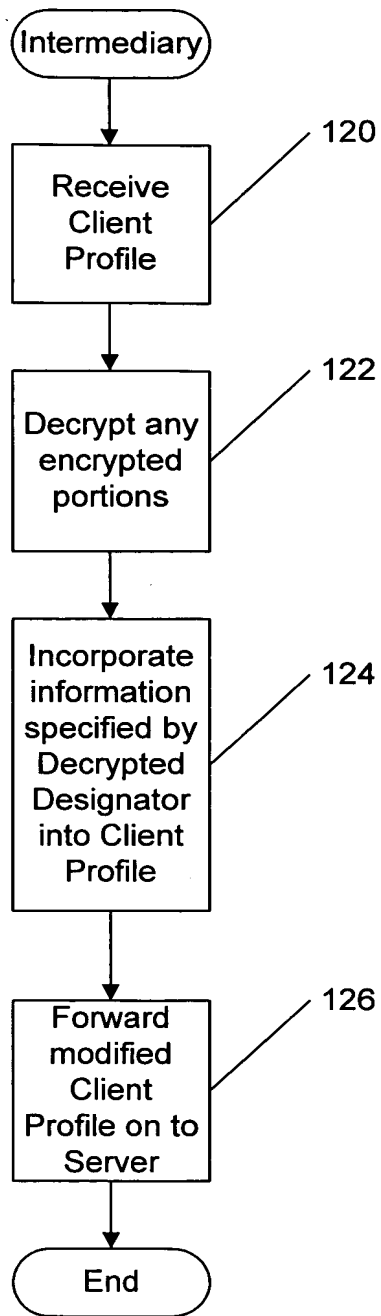 Intermediary
120
Receive
Client
Profile
122
Decrypt any
encrypted
portions
124
Incorporate
information
specified by
Decrypted
Designator
into Client
Profile
126
Forward
modified
Client
Profile on to
Server
End